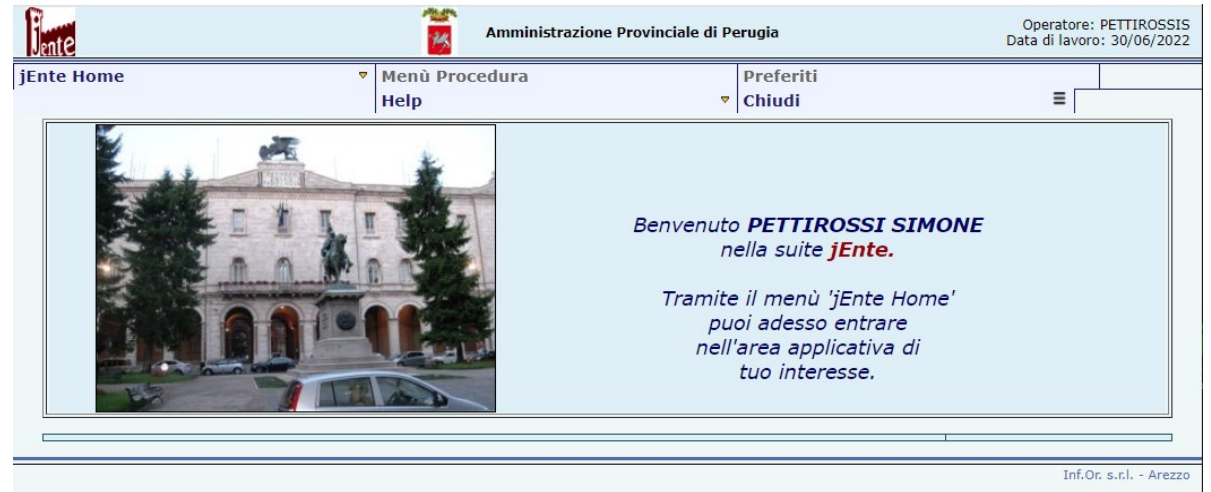 jente
Amministrazione Provinciale di Perugia
Operatore: PETTIROSSIS
Data di lavoro: 30/06/2022
jEnte Home
Menù Procedura
Preferiti
Help
Chiudi
Benvenuto PETTIROSSI SIMONE
nella suite jEnte.
Tramite il menù 'jEnte Home'
puoi adesso entrare
nell'area applicativa di
tuo interesse.
Inf.Or. s.r.l. - Arezzo